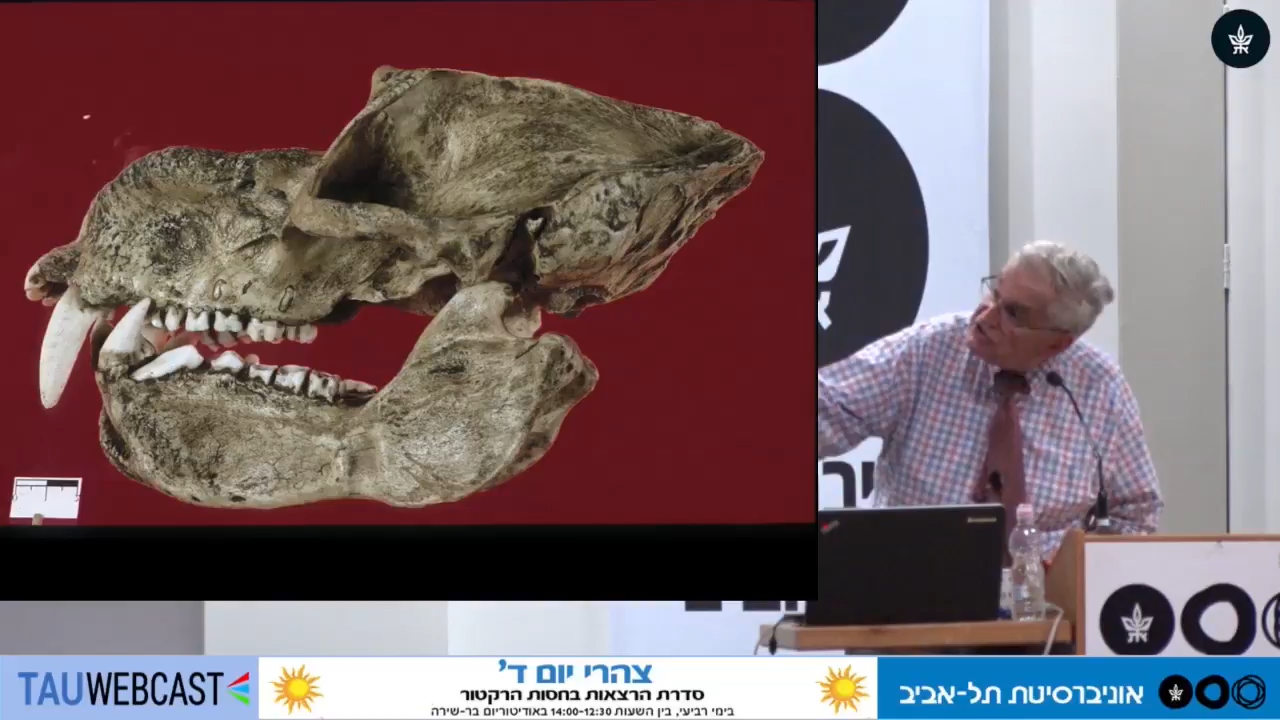 TAUWEBCAST
צהרי יום ד'
סדרת הרצאות בחסות הרקטור
בימי רביעי, בין השעות 14:00-12:30 באודיטוריום בר-שירה
אוניברסיטת תל-אביב